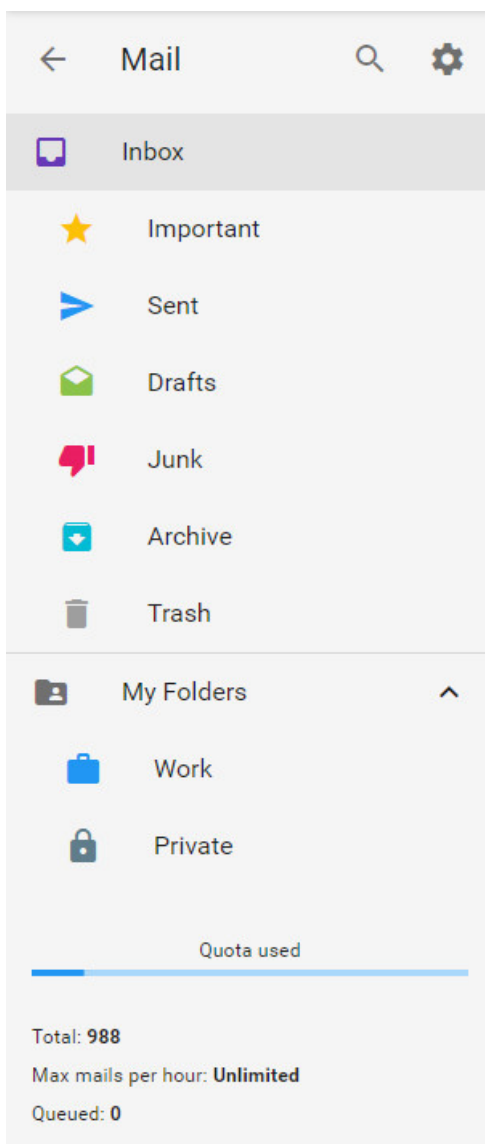 Mail
Inbox
Important
Sent
Drafts
Junk
Archive
Trash
My Folders
Work
Private
Quota used
Total: 988
Max mails per hour: Unlimited
Queued: 0